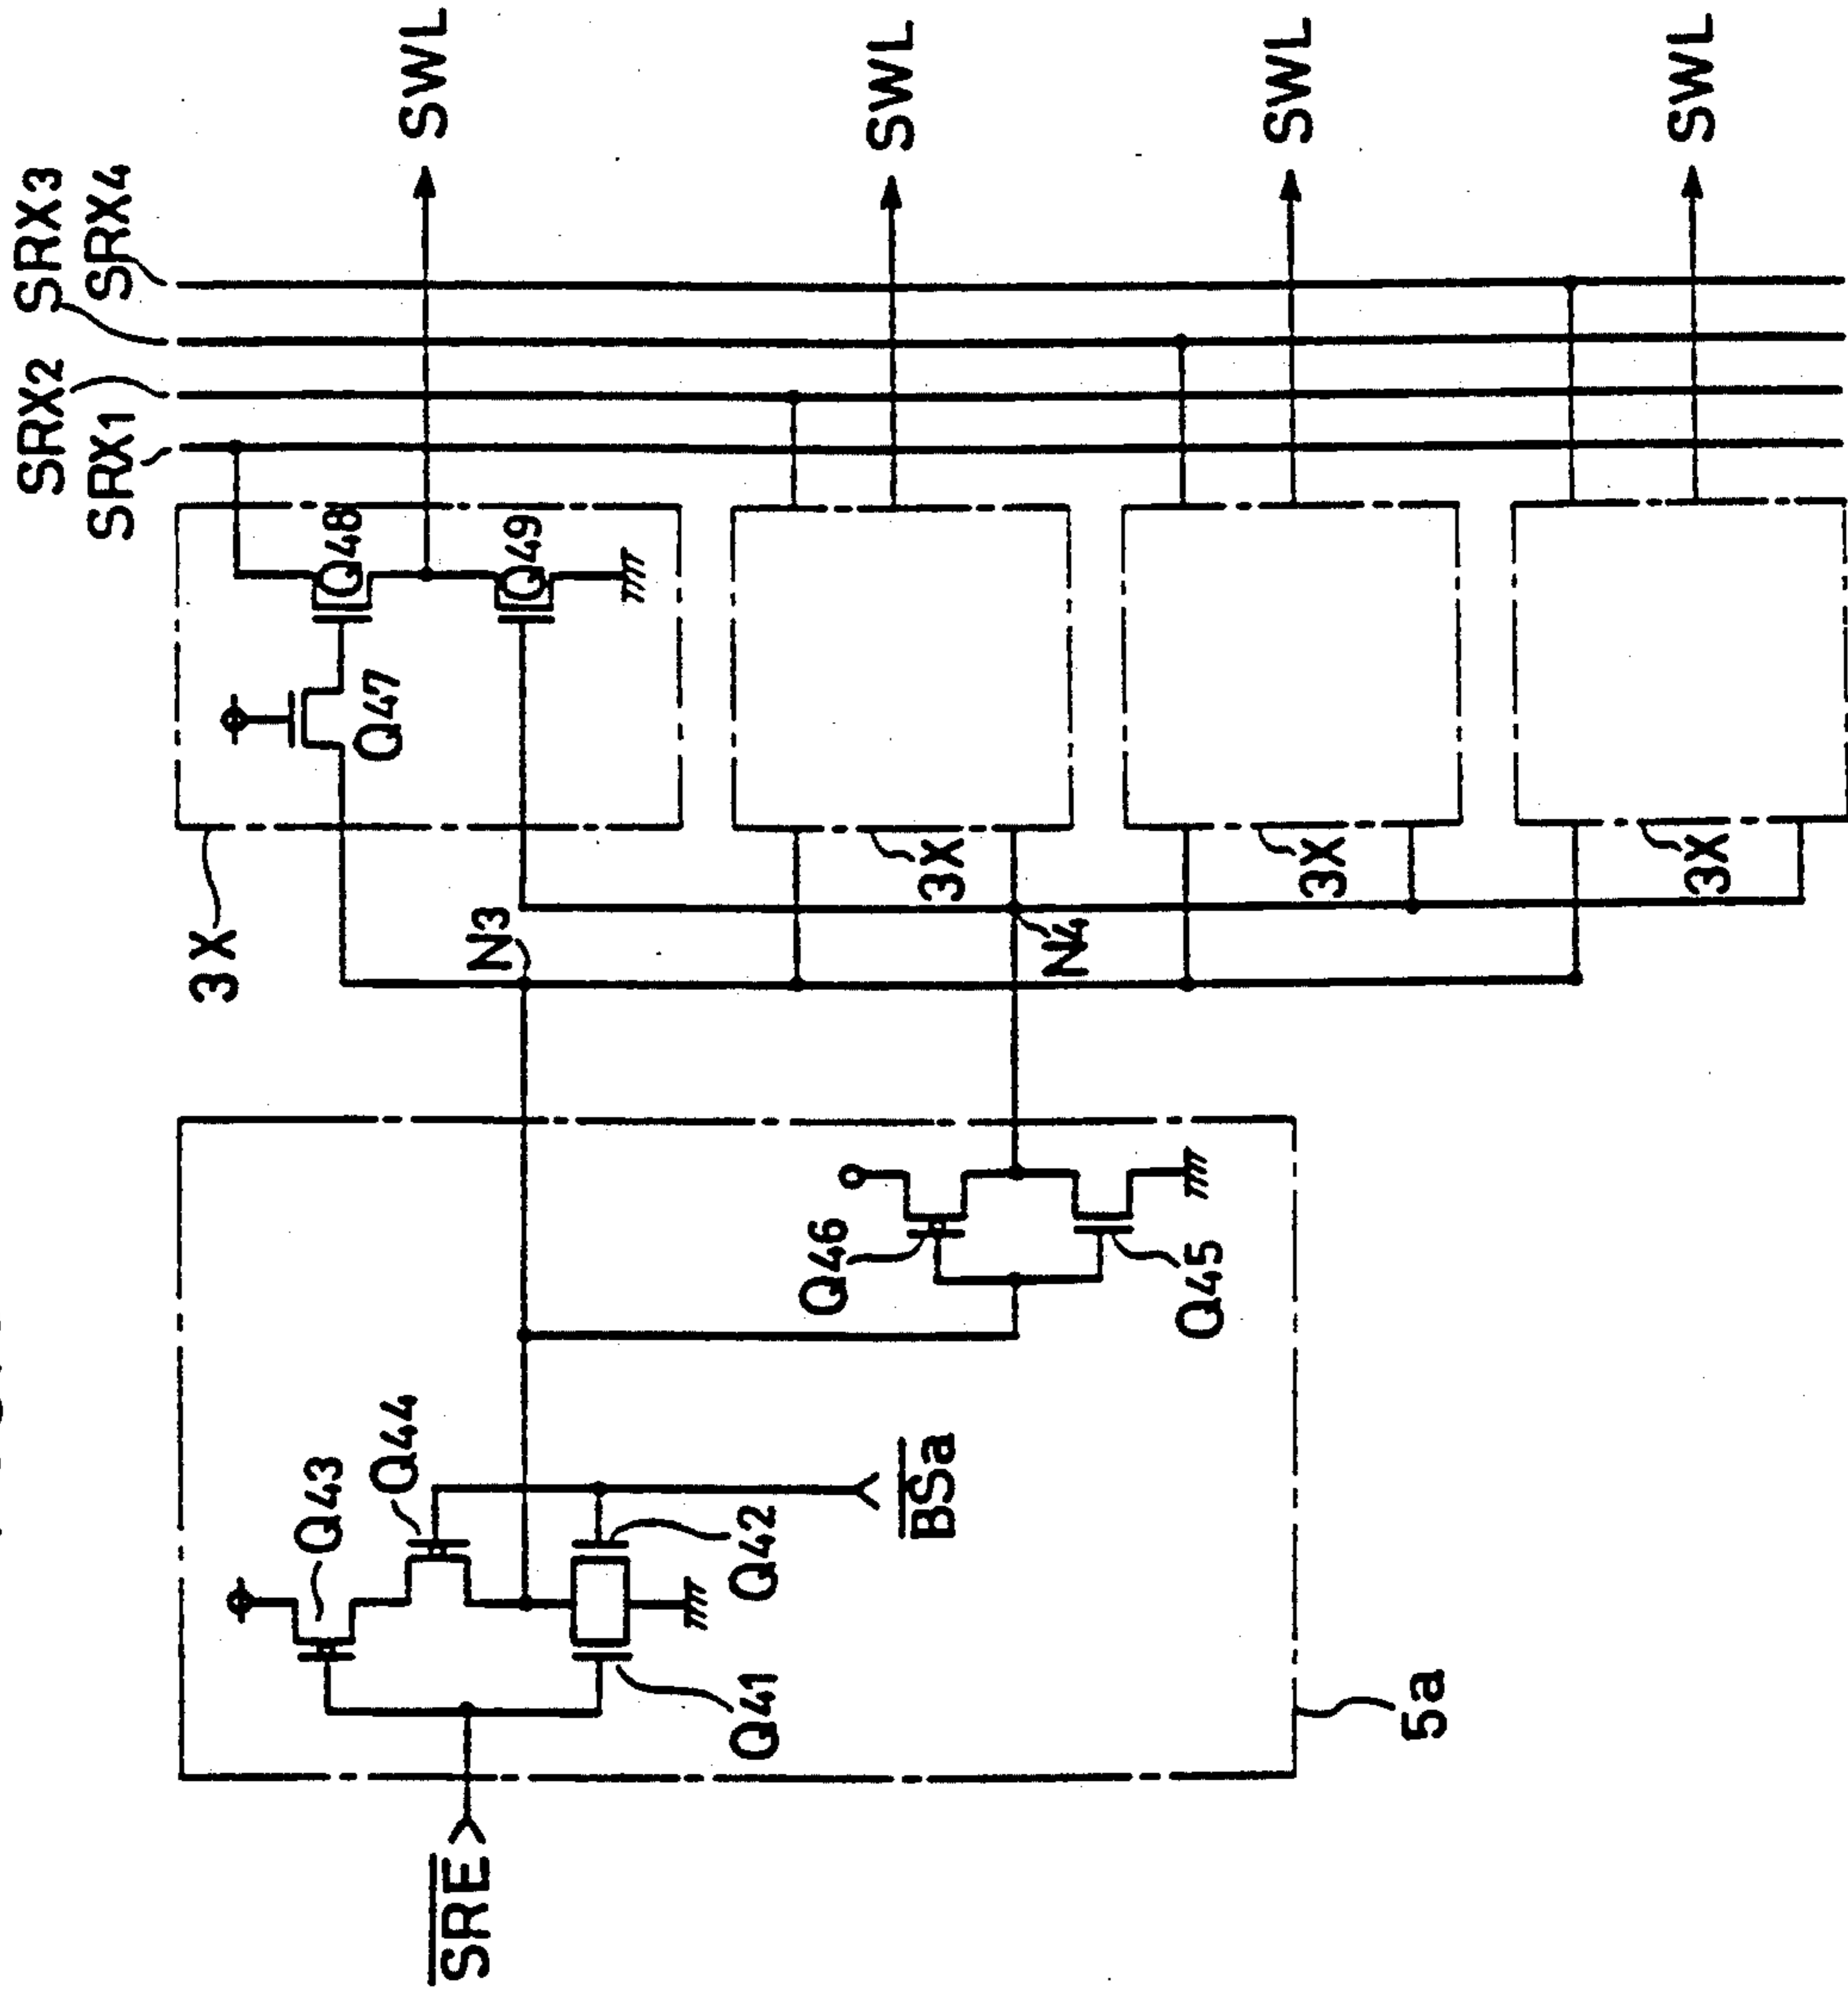 SRX3
SRX4
SRX2
SRX1
SWL
SWL
SWL
SWL
Q48
Q49
Q47
3X
3X
3X
3X
N3
N4
Q43
Q44
Q46
Q45
Q42
Q41
BSa
SRE
5a